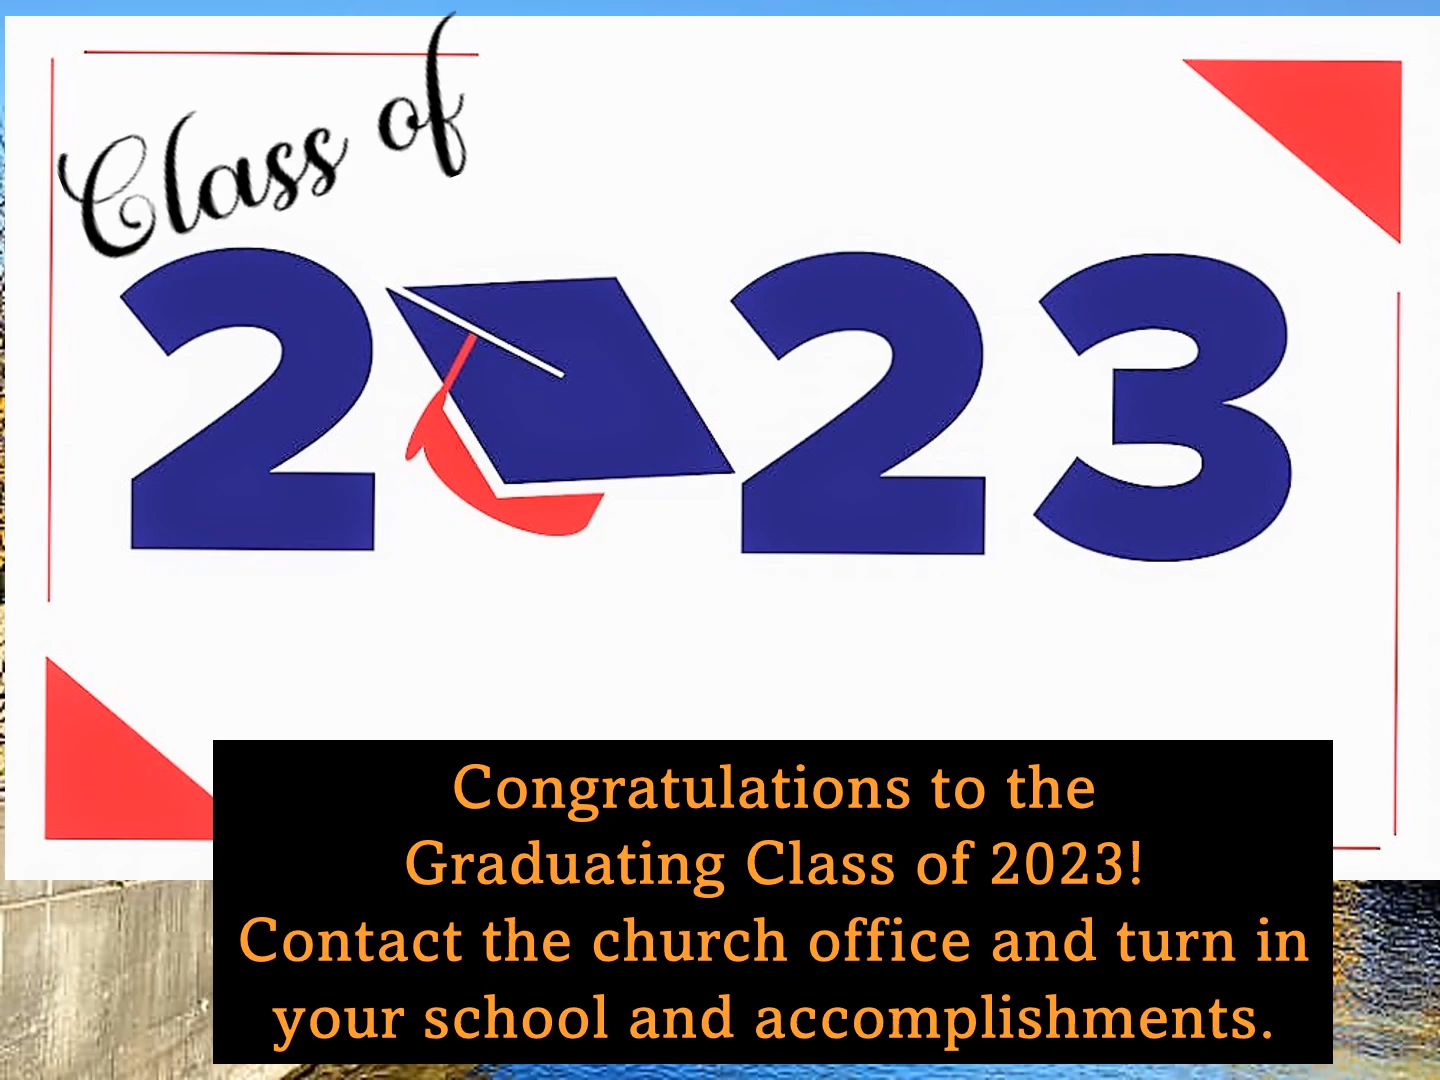 Class of
2023
Congratulations to the
Graduating Class of 2023!
Contact the church office and turn in
your school and accomplishments.